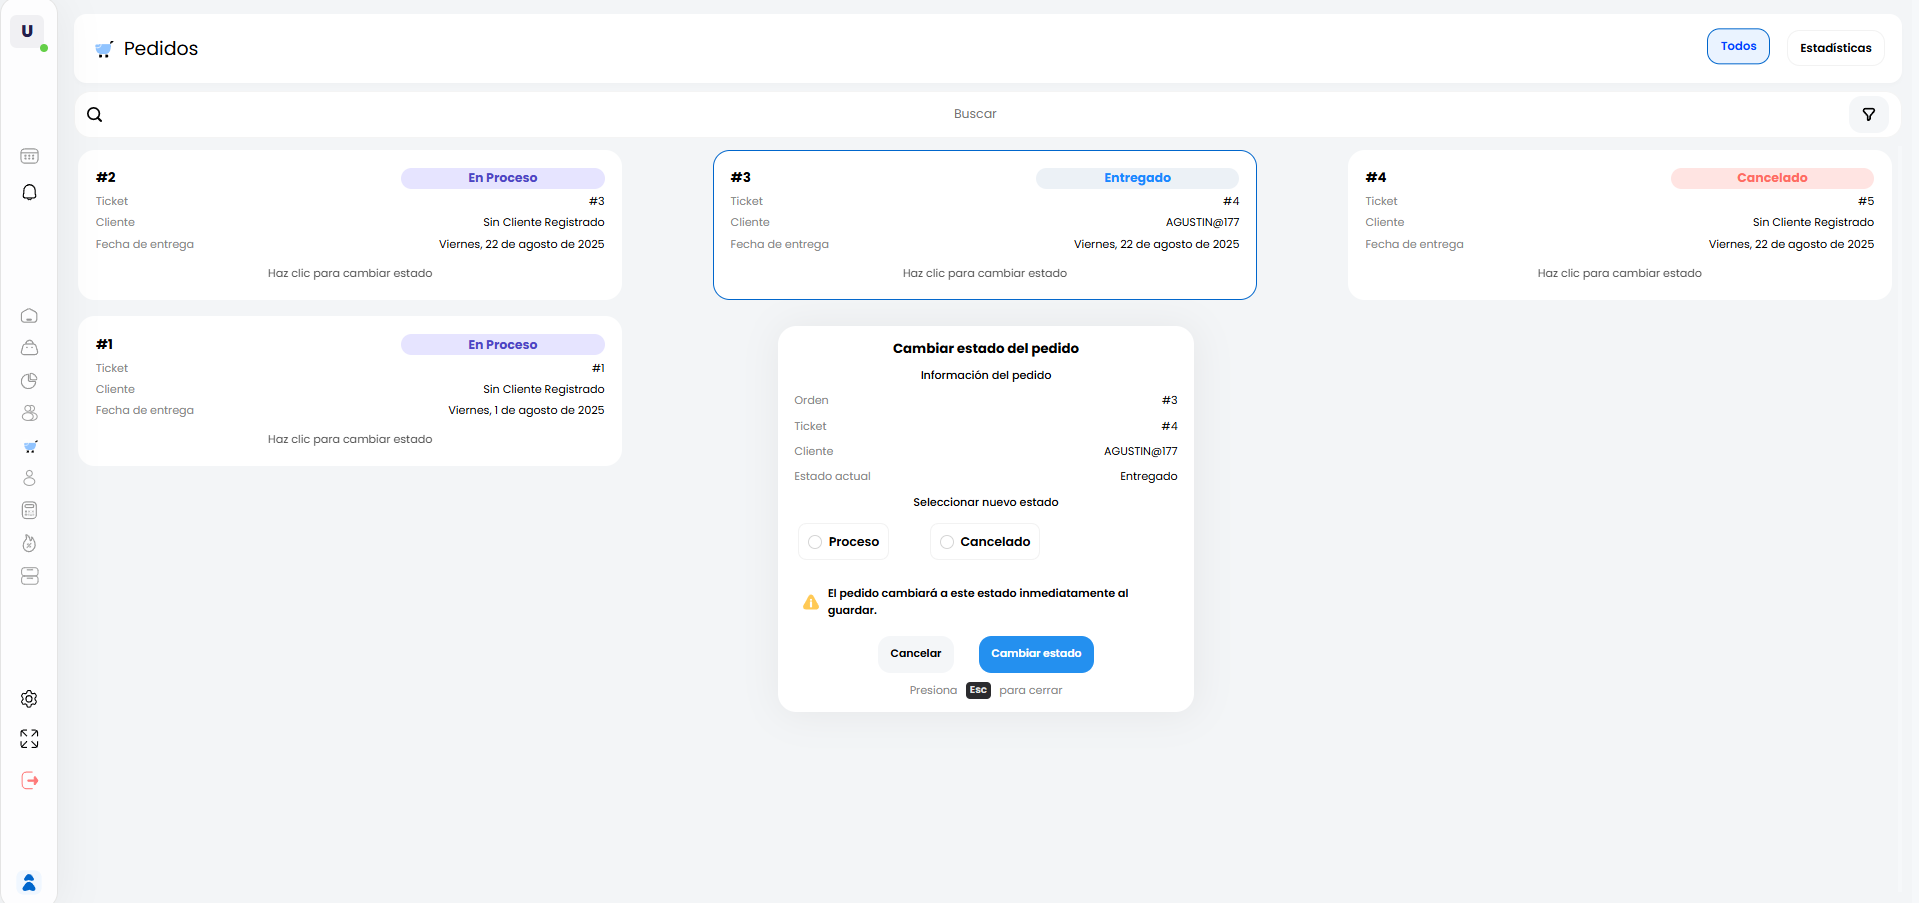 U
Pedidos
Todos
Estadísticas
Buscar
#2
En Proceso
Ticket
#3
Cliente
Sin Cliente Registrado
Fecha de entrega
Viernes, 22 de agosto de 2025
Haz clic para cambiar estado
#3
Entregado
Ticket
#4
Cliente
AGUSTIN@177
Fecha de entrega
Viernes, 22 de agosto de 2025
Haz clic para cambiar estado
#4
Cancelado
Ticket
#5
Cliente
Sin Cliente Registrado
Fecha de entrega
Viernes, 22 de agosto de 2025
Haz clic para cambiar estado
#1
En Proceso
Ticket
#1
Cliente
Sin Cliente Registrado
Fecha de entrega
Viernes, 1 de agosto de 2025
Haz clic para cambiar estado
Cambiar estado del pedido
Información del pedido
Orden
#3
Ticket
#4
Cliente
AGUSTIN@177
Estado actual
Entregado
Seleccionar nuevo estado
Proceso
Cancelado
El pedido cambiará a este estado inmediatamente al
guardar.
Cancelar
Cambiar estado
Presiona Esc para cerrar